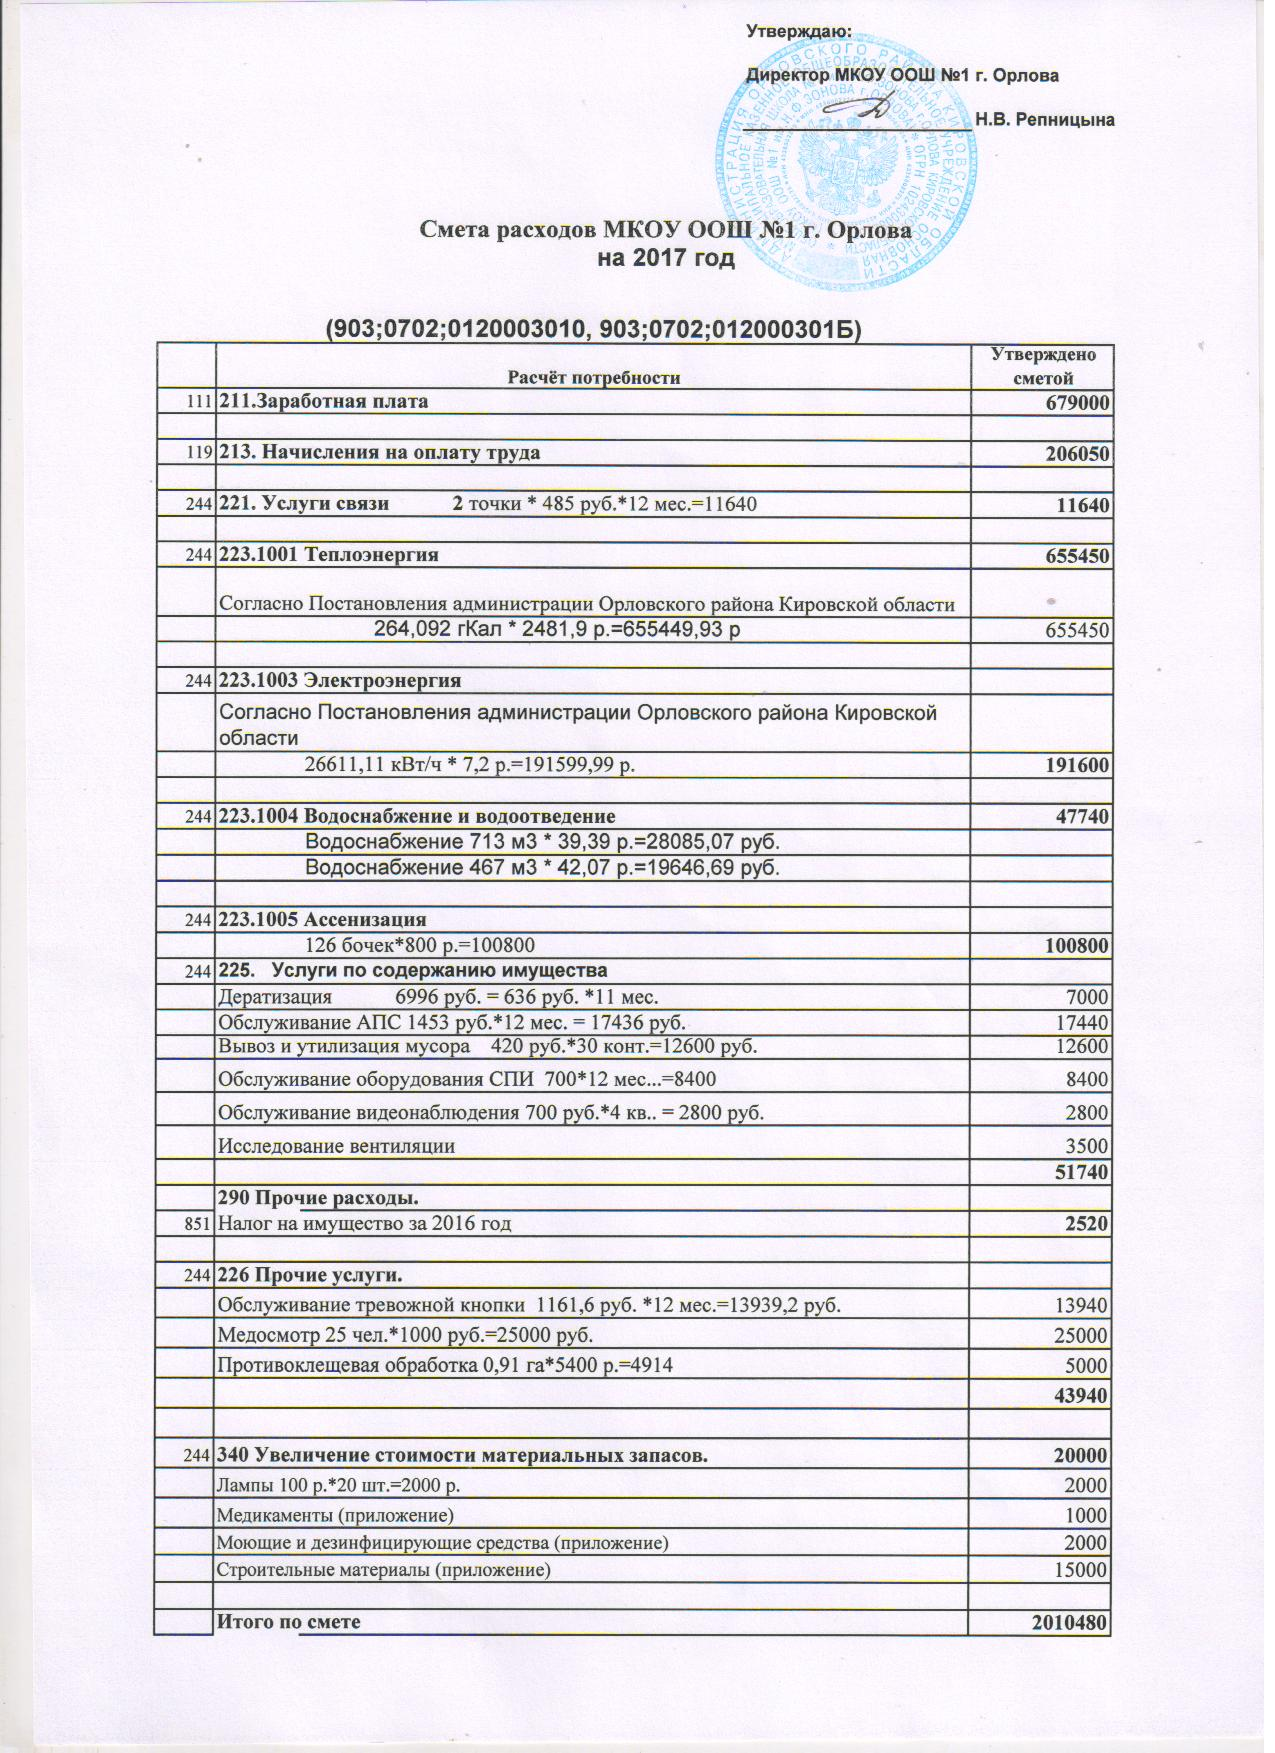 Утверждаю:
Директор МКОУ ООШ №1 г. Орлова
Н.В. Репницына
Смета расходов МКОУ ООШ №1 г. Орлова
на 2017 год
(903;0702;0120003010, 903;0702;012000301Б)
Расчёт потребности Утверждено сметой
111 211.Заработная плата 679000
119 213. Начисления на оплату труда 206050
244 221. Услуги связи 2 точки * 485 руб.*12 мес.=11640 11640
244 223.1001 Теплоэнергия 655450
Согласно Постановления администрации Орловского района Кировской области
264,092 гКал * 2481,9 р.=655449,93 р 655450
244 223.1003 Электроэнергия
Согласно Постановления администрации Орловского района Кировской
области
26611,11 кВт/ч * 7,2 р.=191599,99 р. 191600
244 223.1004 Водоснабжение и водоотведение 47740
Водоснабжение 713 м3 * 39,39 р.=28085,07 руб.
Водоснабжение 467 м3 * 42,07 р.=19646,69 руб.
244 223.1005 Ассенизация
126 бочек*800 р.=100800 100800
244 225. Услуги по содержанию имущества
Дератизация 6996 руб. = 636 руб. *11 мес. 7000
Обслуживание АПС 1453 руб.*12 мес. = 17436 руб. 17440
Вывоз и утилизация мусора 420 руб.*30 конт.=12600 руб. 12600
Обслуживание оборудования СПИ 700*12 мес...=8400 8400
Обслуживание видеонаблюдения 700 руб.*4 кв.. = 2800 руб. 2800
Исследование вентиляции 3500
51740
290 Прочие расходы.
851 Налог на имущество за 2016 год 2520
244 226 Прочие услуги.
Обслуживание тревожной кнопки 1161,6 руб. *12 мес.=13939,2 руб. 13940
Медосмотр 25 чел.*1000 руб.=25000 руб. 25000
Противоклещевая обработка 0,91 га*5400 р.=4914 5000
43940
244 340 Увеличение стоимости материальных запасов. 20000
Лампы 100 р.*20 шт.=2000 р. 2000
Медикаменты (приложение) 1000
Моющие и дезинфицирующие средства (приложение) 2000
Строительные материалы (приложение) 15000
Итого по смете 2010480